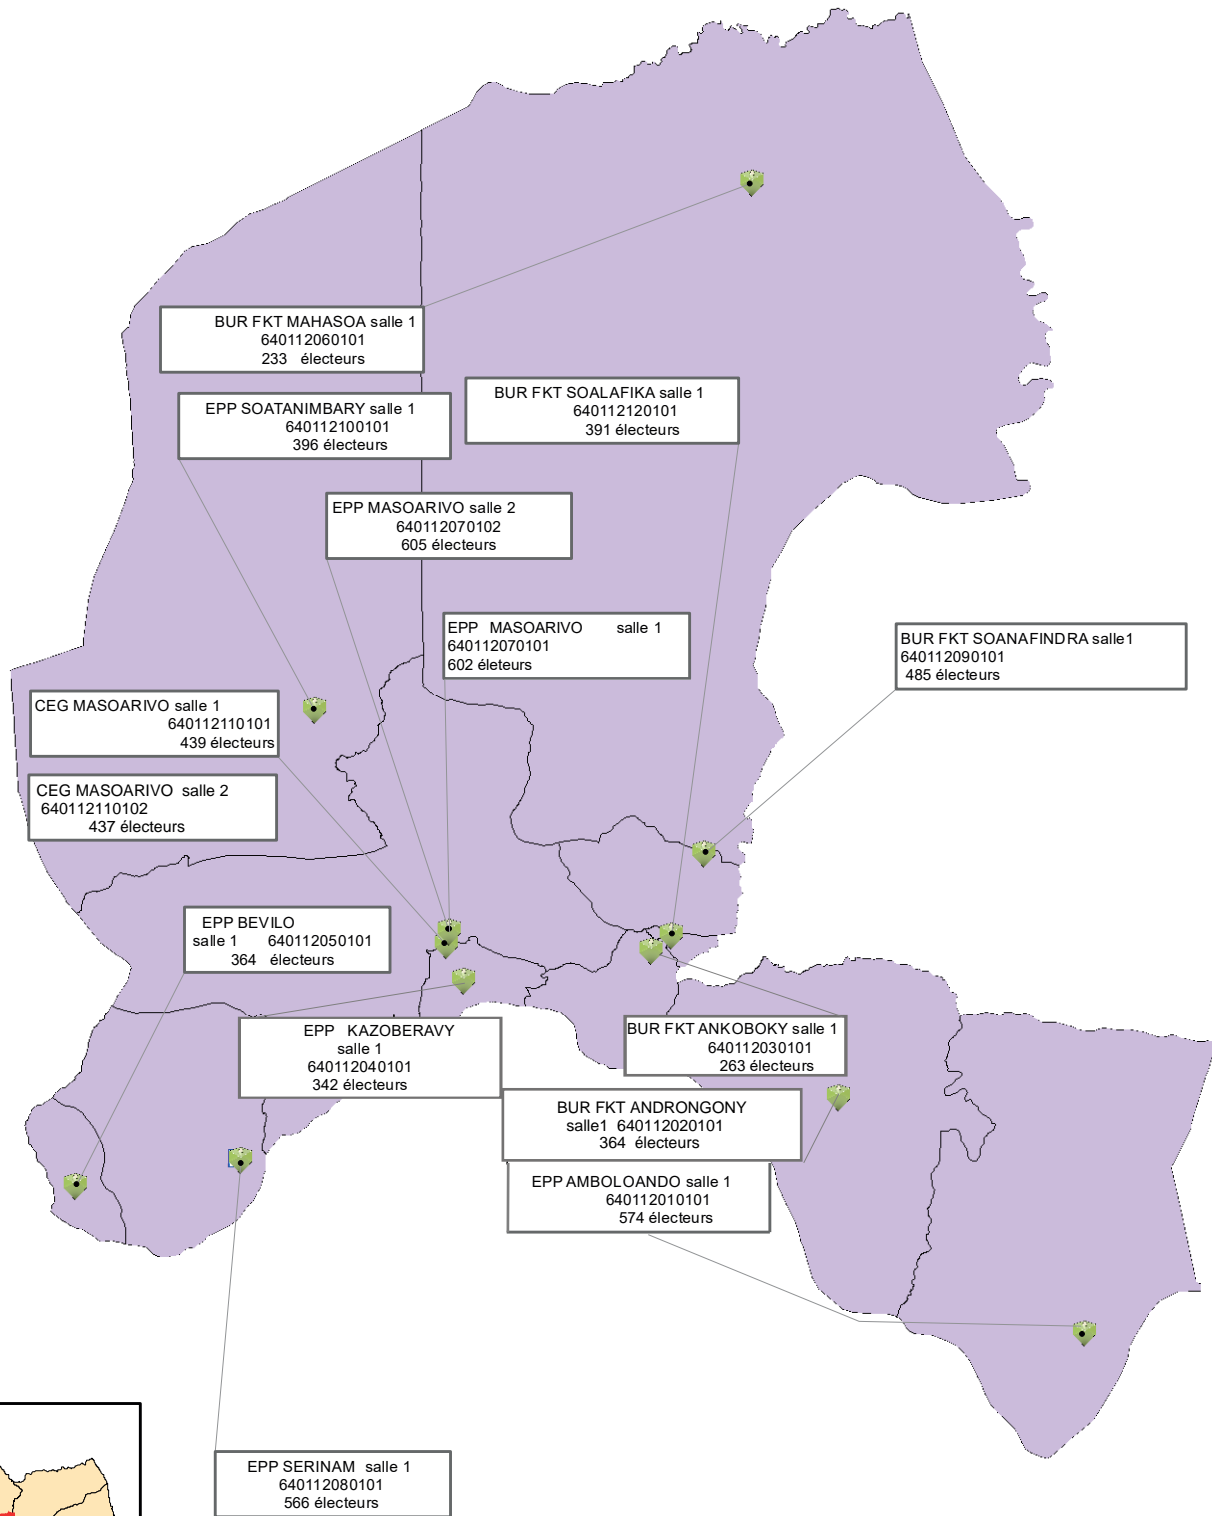 BUR FKT MAHASOA salle 1
640112060101
233 électeurs
EPP SOATANIMBARY salle 1
640112100101
396 électeurs
BUR FKT SOALAFIKA salle 1
640112120101
391 électeurs
EPP MASOARIVO salle 2
640112070102
605 électeurs
EPP MASOARIVO salle 1
640112070101
602 életeurs
BUR FKT SOANAFINDRA salle1
640112090101
485 électeurs
CEG MASOARIVO salle 1
640112110101
439 électeurs
CEG MASOARIVO salle 2
640112110102
437 électeurs
EPP BEVILO
salle 1 640112050101
364 électeurs
EPP KAZOBERAVY
salle 1
640112040101
342 électeurs
BUR FKT ANKOBOKY salle 1
640112030101
263 électeurs
BUR FKT ANDRONGONY
salle1 640112020101
364 électeurs
EPP AMBOLOANDO salle 1
640112010101
574 électeurs
EPP SERINAM salle 1
640112080101
566 électeurs